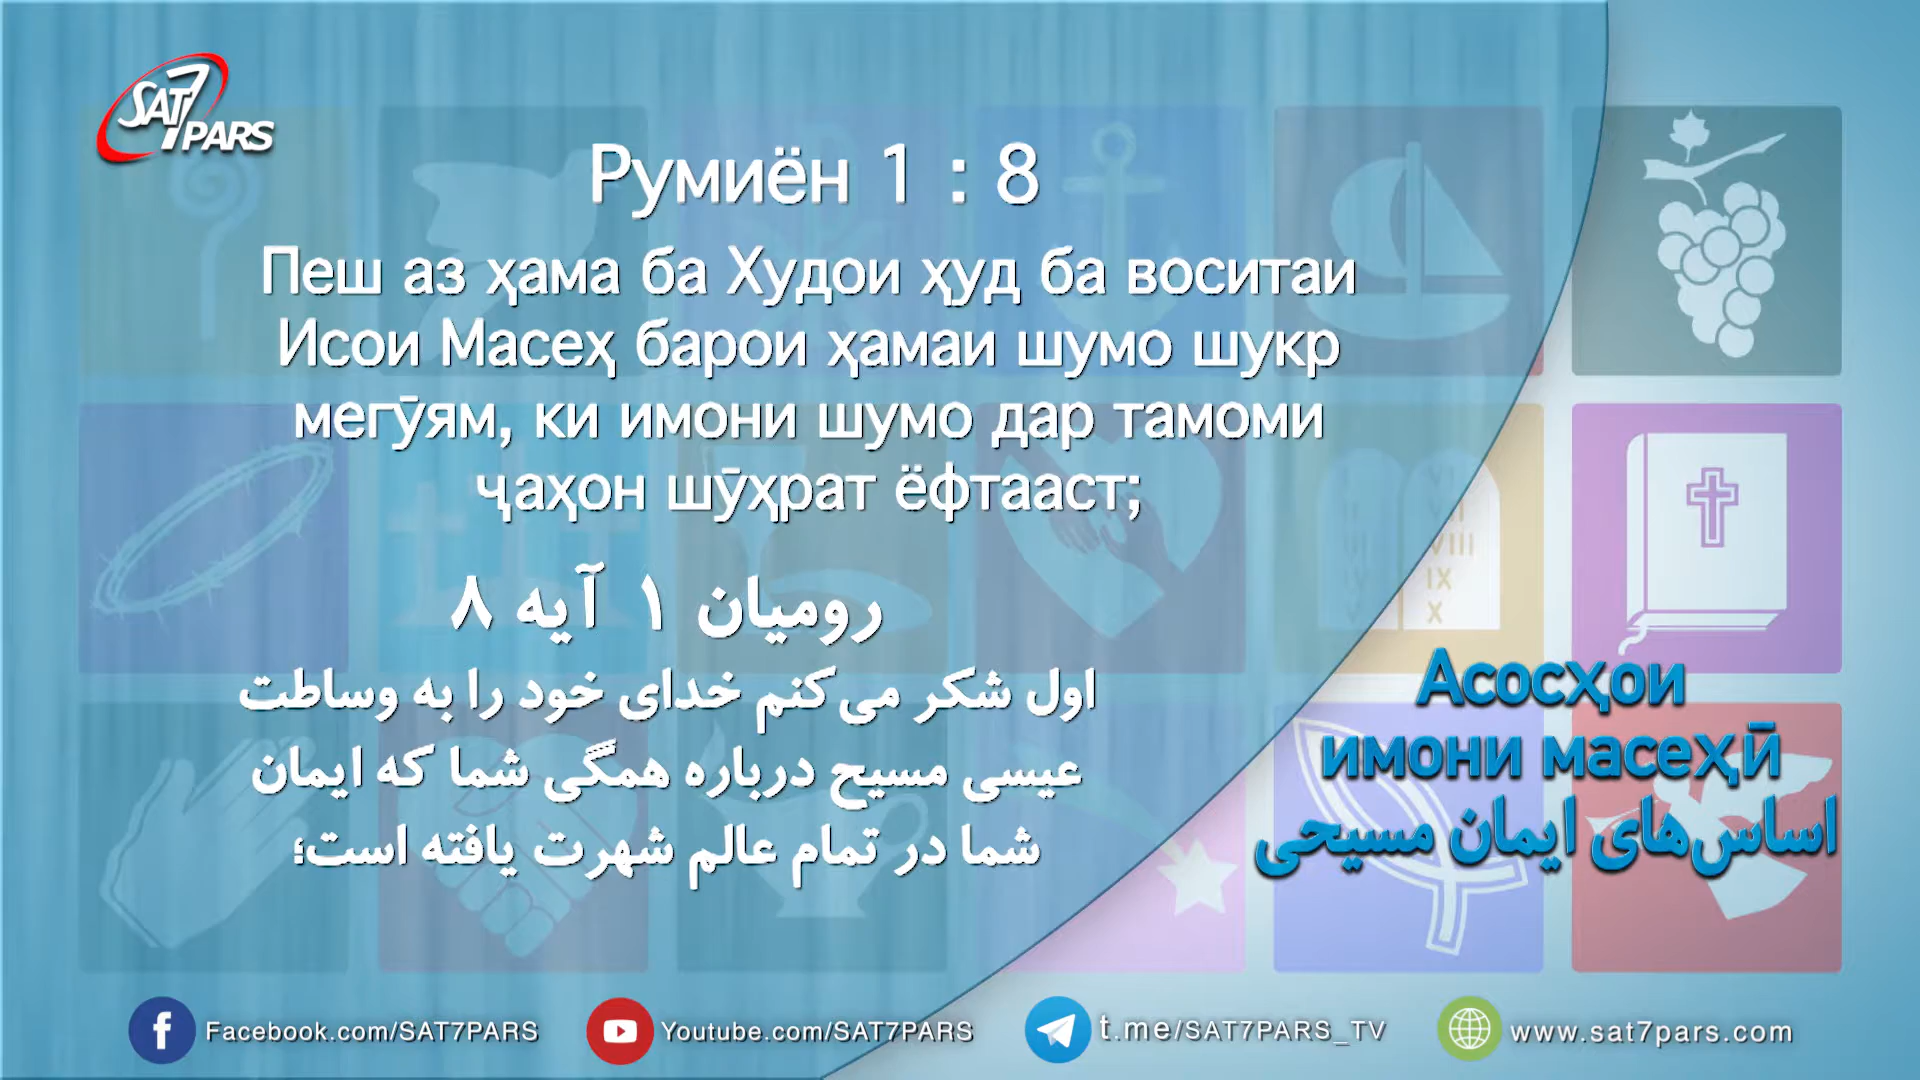 SAT7 PARS
Румиён 1 : 8
Пеш аз ҳама ба Худои ҳуд ба воситаи
Исои Масеҳ барои ҳамаи шумо шукр
мегӯям, ки имони шумо дар тамоми
ҷаҳон шӯҳрат ёфтааст;
رومیان ۱ آیه ۸
اول شکر می‌کنم خدای خود را به وساطت
عیسی مسیح درباره همگی شما که ایمان
شما در تمام عالم شهرت یافته است؛
VIII
IX
X
Асосҳои
имони масеҳӣ
اساس‌های ایمان مسیحی
Facebook.com/SAT7PARS
Youtube.com/SAT7PARS
t.me/SAT7PARS_TV
www.sat7pars.com